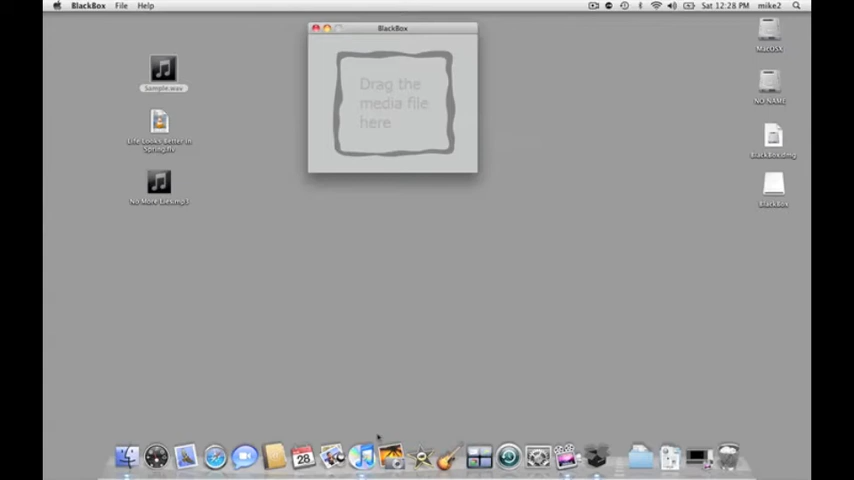 BlackBox File Help
Sat 12:28 PM mike2
BlackBox
Drag the
media file
here
Sample.wav
Life Looks Better in
Spring.flv
No More Lies.mp3
MacOSX
NO NAME
BlackBox.dmg
BlackBox
28